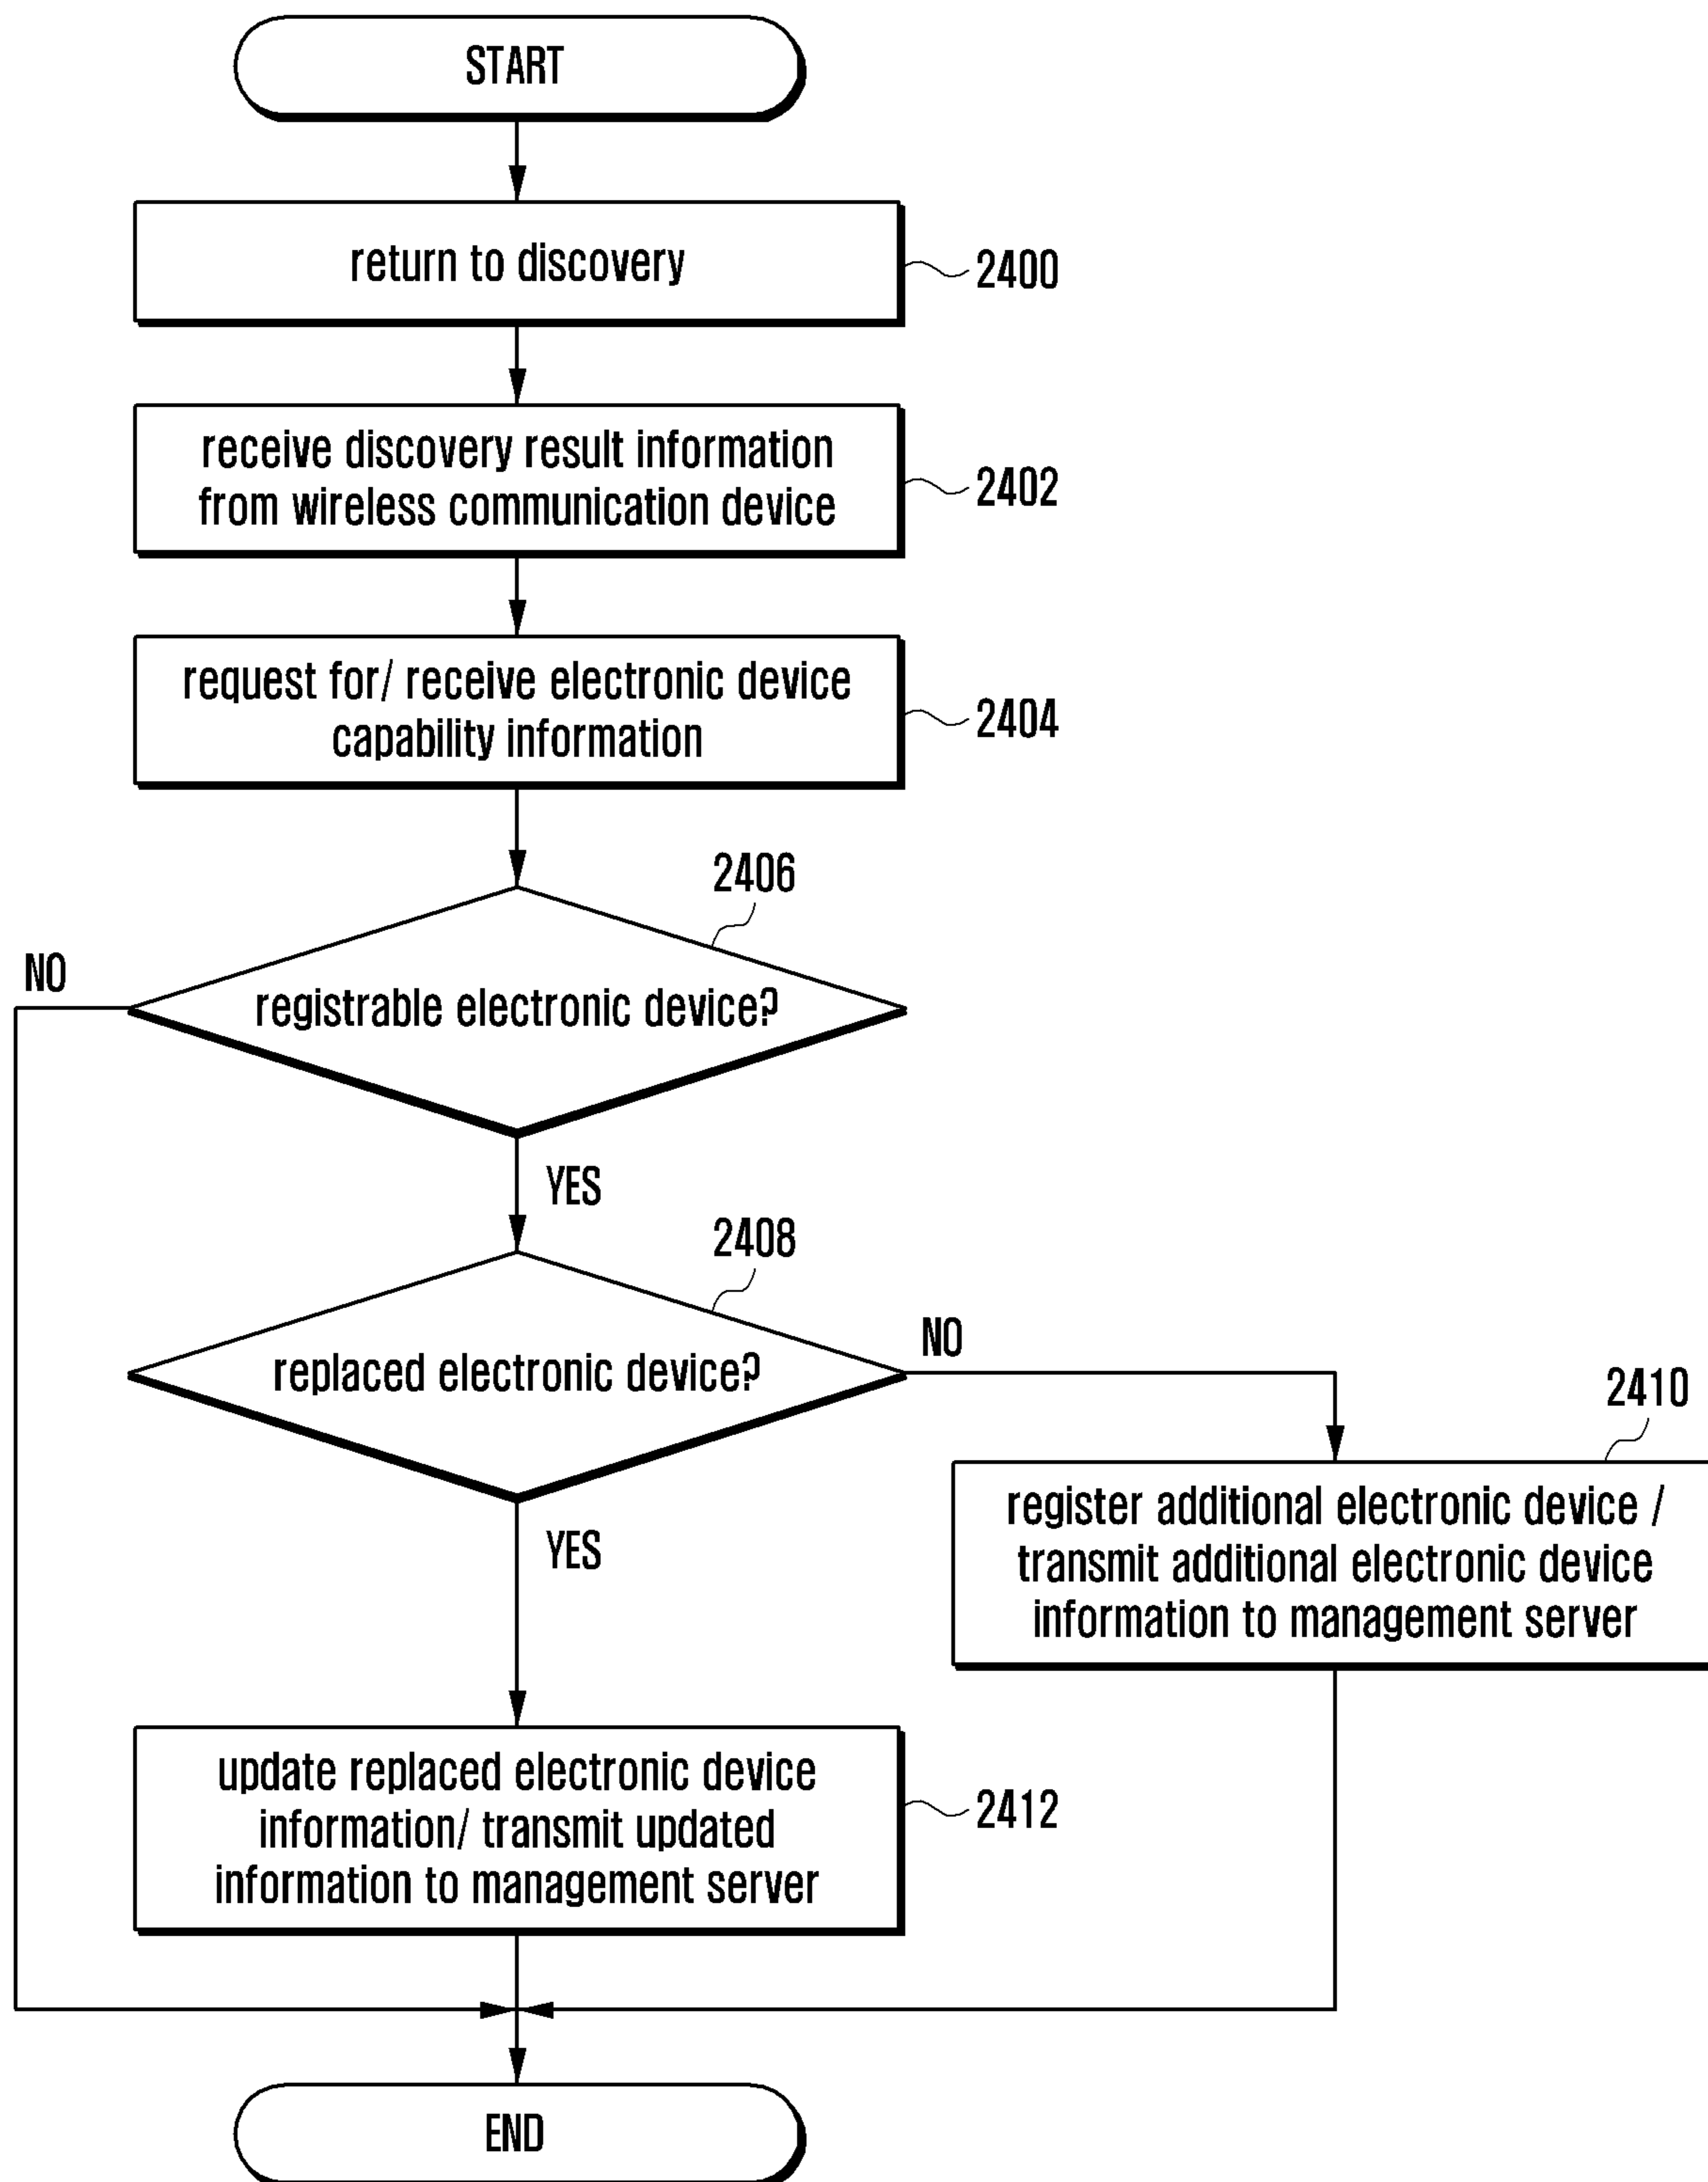 START
return to discovery
2400
receive discovery result information
from wireless communication device
2402
request for/ receive electronic device
capability information
2404
2406
NO
registrable electronic device?
YES
2408
NO
replaced electronic device?
2410
register additional electronic device /
transmit additional electronic device
information to management server
YES
update replaced electronic device
information/ transmit updated
information to management server
2412
END